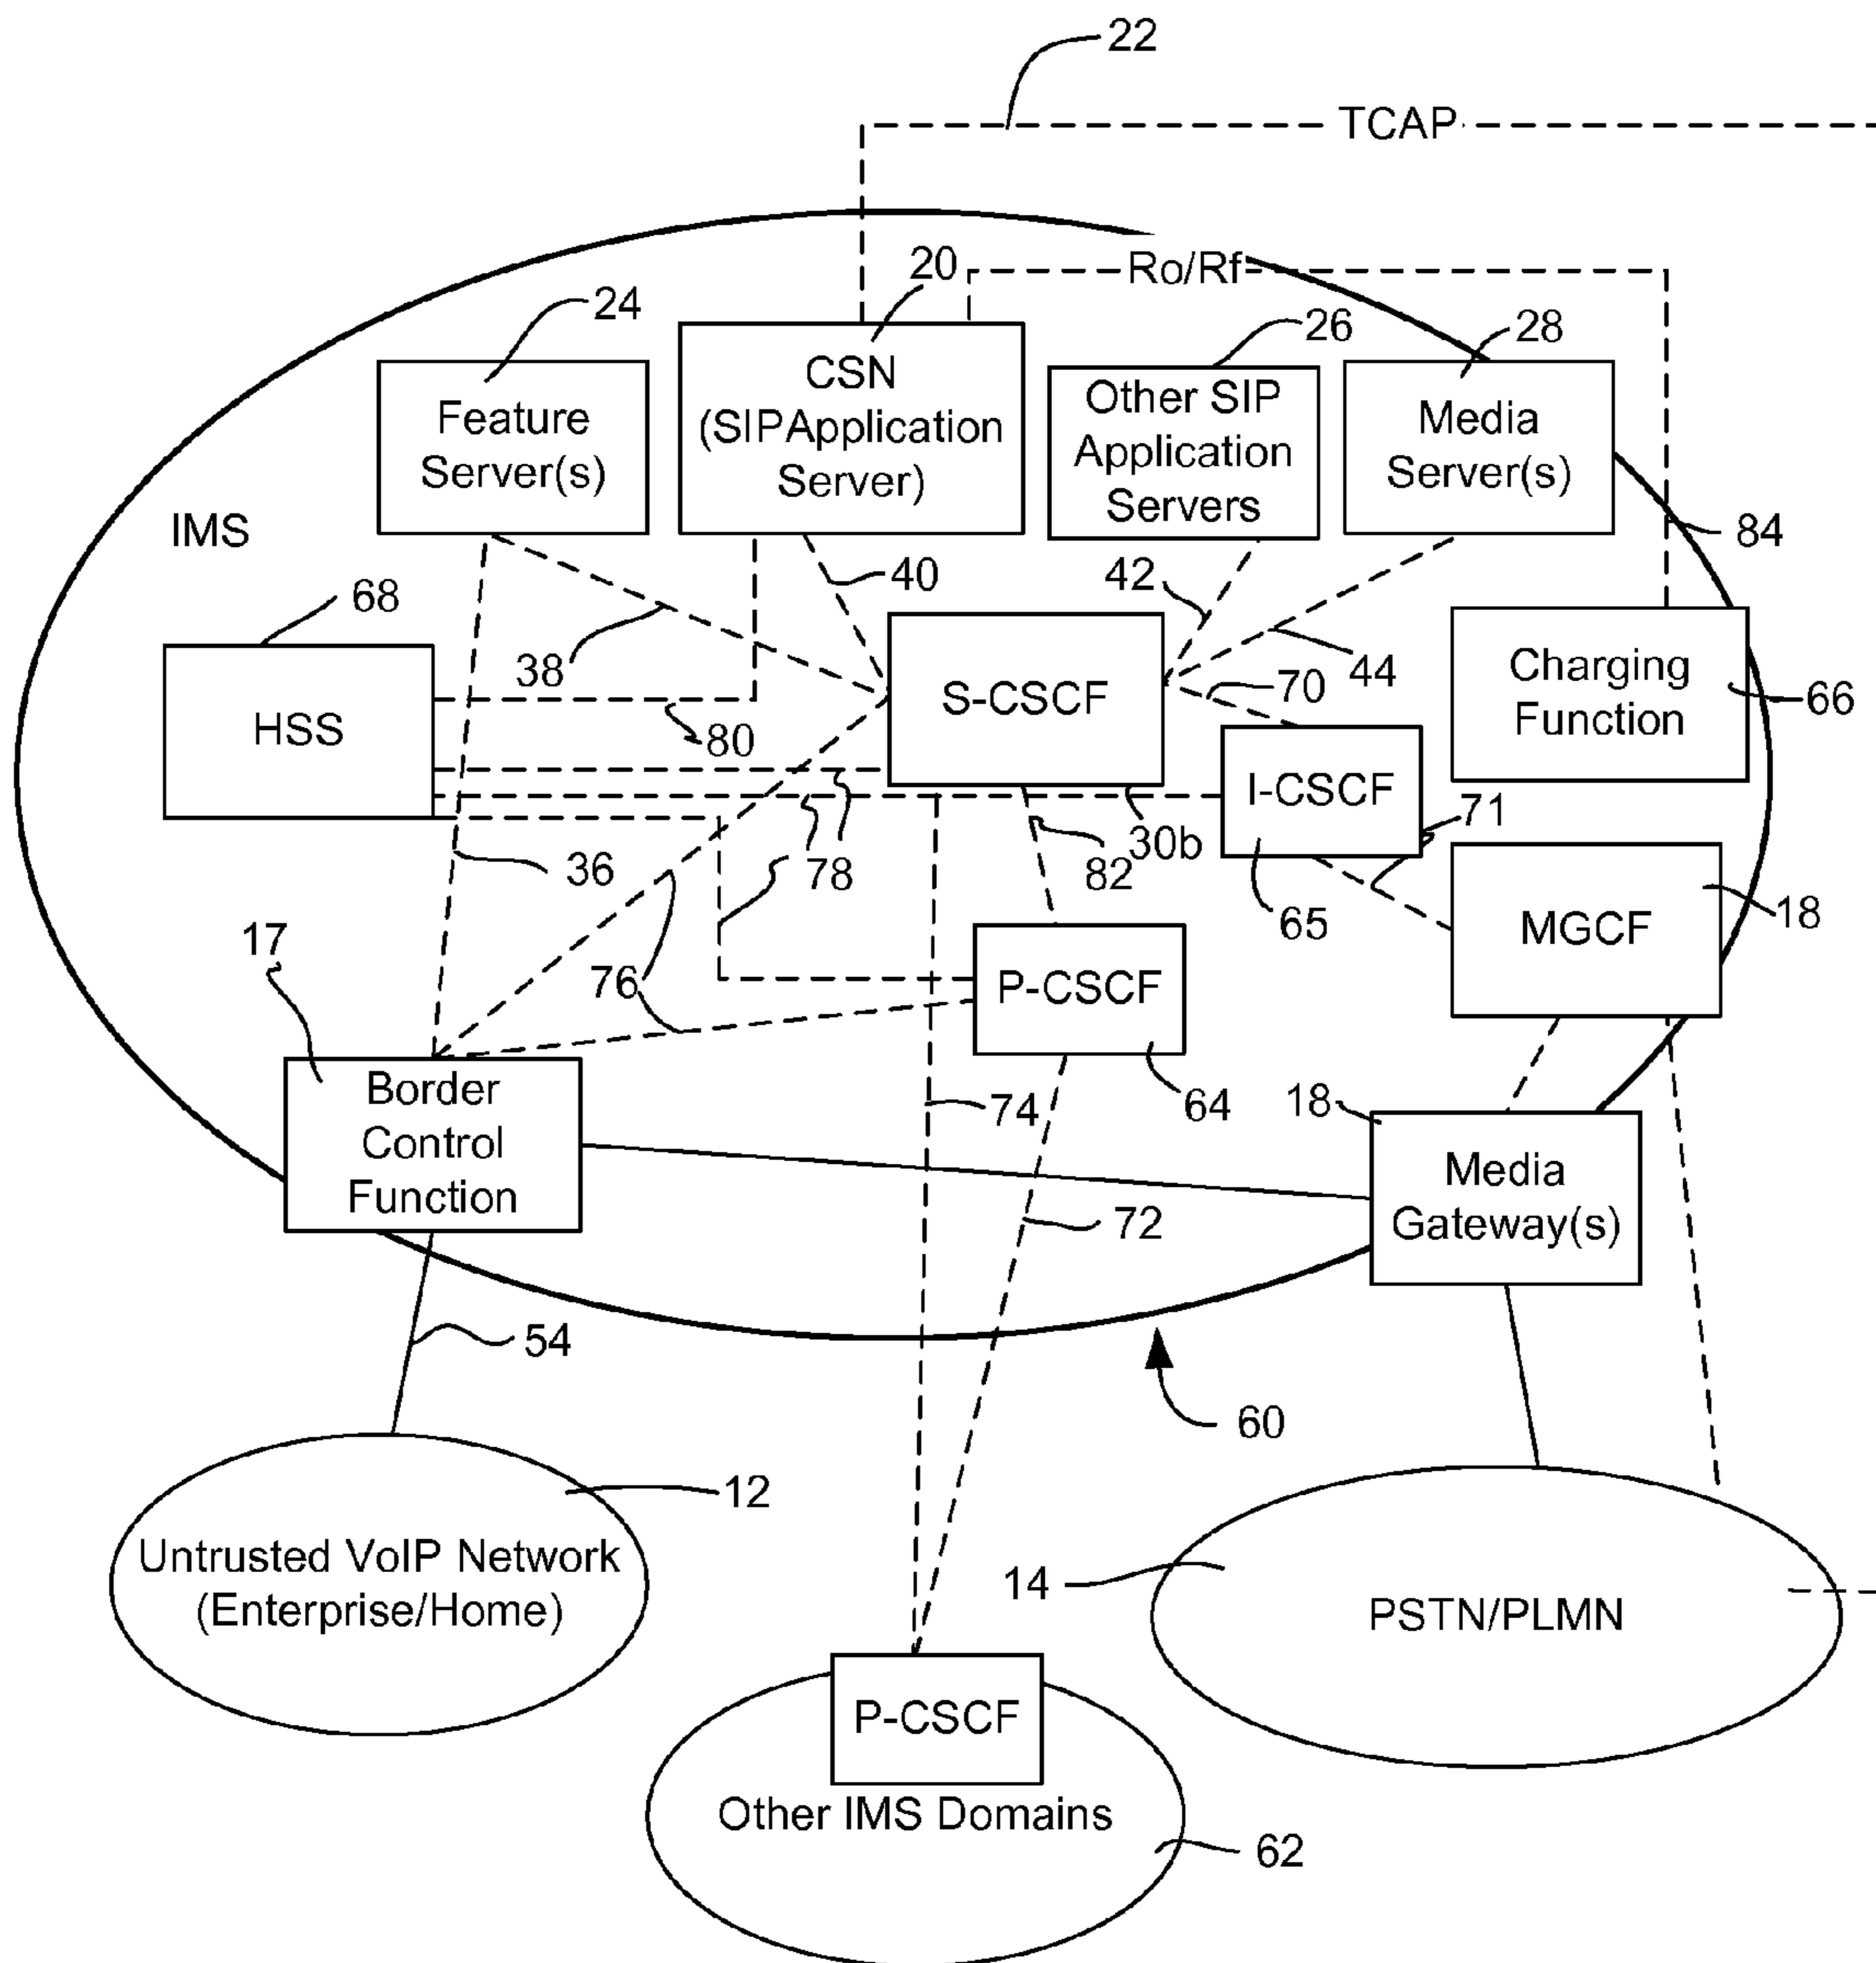 22
TCAP
20
Ro/Rf
24
26
28
CSN
(SIPApplication
Server)
Feature
Server(s)
Other SIP
Application
Servers
Media
Server(s)
IMS
84
40
42
68
38
44
HSS
S-CSCF
70
Charging
Function
66
80
I-CSCF
71
30b
82
78
36
65
18
17
MGCF
76
P-CSCF
64
74
18
Border
Control
Function
Media
Gateway(s)
72
54
60
12
Untrusted VoIP Network
(Enterprise/Home)
14
PSTN/PLMN
P-CSCF
Other IMS Domains
62